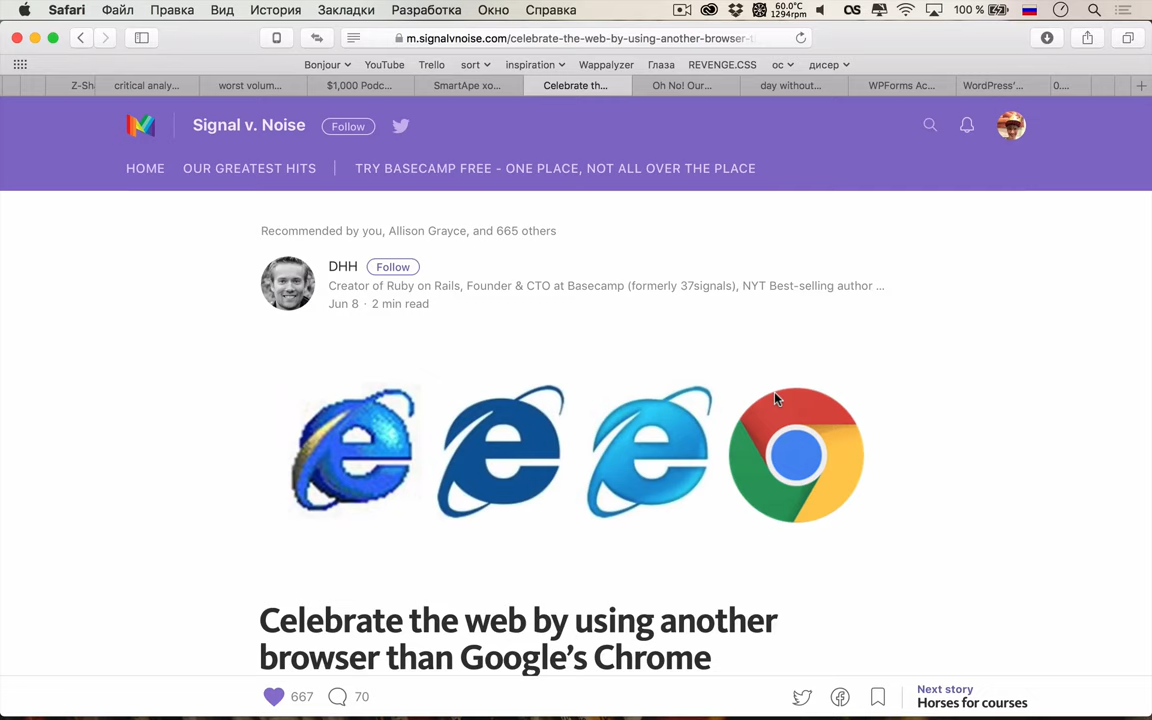 Safari Файл Правка Вид История Закладки Разработка Окно Справка 60.0°C 1294rpm 100 %
m.signalvnoise.com/celebrate-the-web-by-using-another-browser-t
Bonjour YouTube Trello sort inspiration Wappalyzer Глаза REVENGE.CSS ос дисер
Z-Sh critical analy... worst volum... $1,000 Podc... SmartApe хо... Celebrate th... Oh No! Our... day without... WPForms Ac... WordPress'... 0....
Signal v. Noise Follow
HOME OUR GREATEST HITS TRY BASECAMP FREE - ONE PLACE, NOT ALL OVER THE PLACE
Recommended by you, Allison Grayce, and 665 others
DHH Follow
Creator of Ruby on Rails, Founder & CTO at Basecamp (formerly 37signals), NYT Best-selling author ...
Jun 8 · 2 min read
Celebrate the web by using another
browser than Google's Chrome
667 70
Next story
Horses for courses